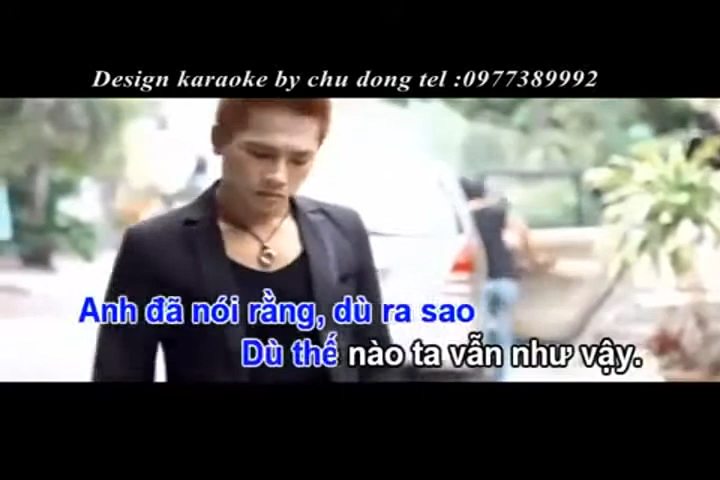 Design karaoke by chu dong tel :0977389992
Anh đã nói rằng, dù ra sao
Dù thế nào ta vẫn như vậy.